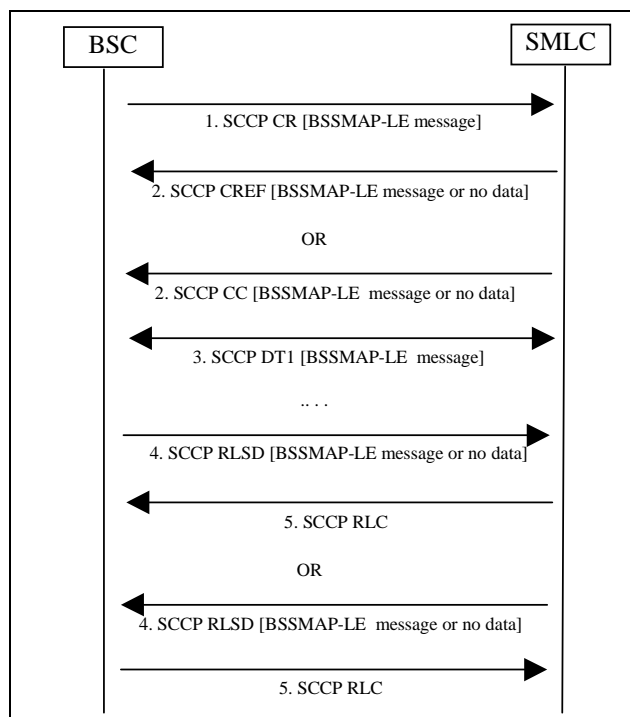 BSC
SMLC
1. SCCP CR [BSSMAP-LE message]
2. SCCP CREF [BSSMAP-LE message or no data]
OR
2. SCCP CC [BSSMAP-LE message or no data]
3. SCCP DT1 [BSSMAP-LE message]
.. . .
4. SCCP RLSD [BSSMAP-LE message or no data]
5. SCCP RLC
OR
4. SCCP RLSD [BSSMAP-LE message or no data]
5. SCCP RLC